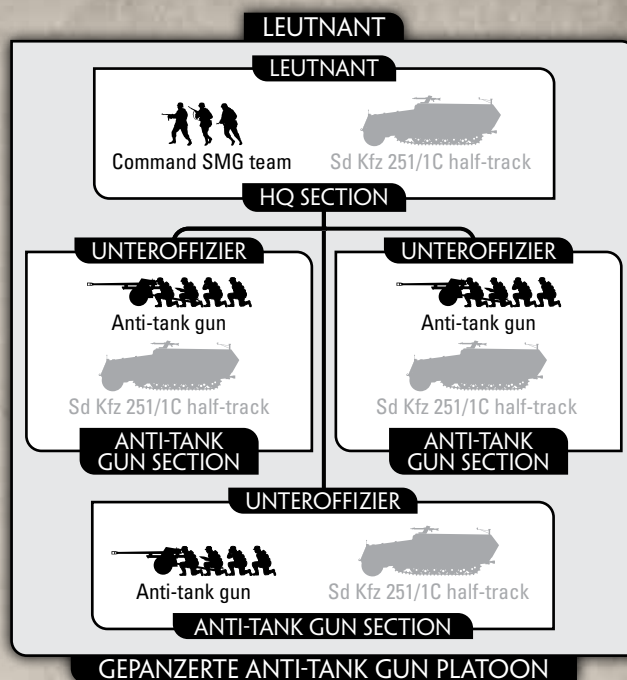 LEUTNANT
LEUTNANT
Command SMG team
Sd Kfz 251/1C half-track
HQ SECTION
UNTEROFFIZIER
Anti-tank gun
Sd Kfz 251/1C half-track
ANTI-TANK
GUN SECTION
UNTEROFFIZIER
Anti-tank gun
Sd Kfz 251/1C half-track
ANTI-TANK
GUN SECTION
UNTEROFFIZIER
Anti-tank gun
Sd Kfz 251/1C half-track
ANTI-TANK GUN SECTION
GEPANZERTE ANTI-TANK GUN PLATOON